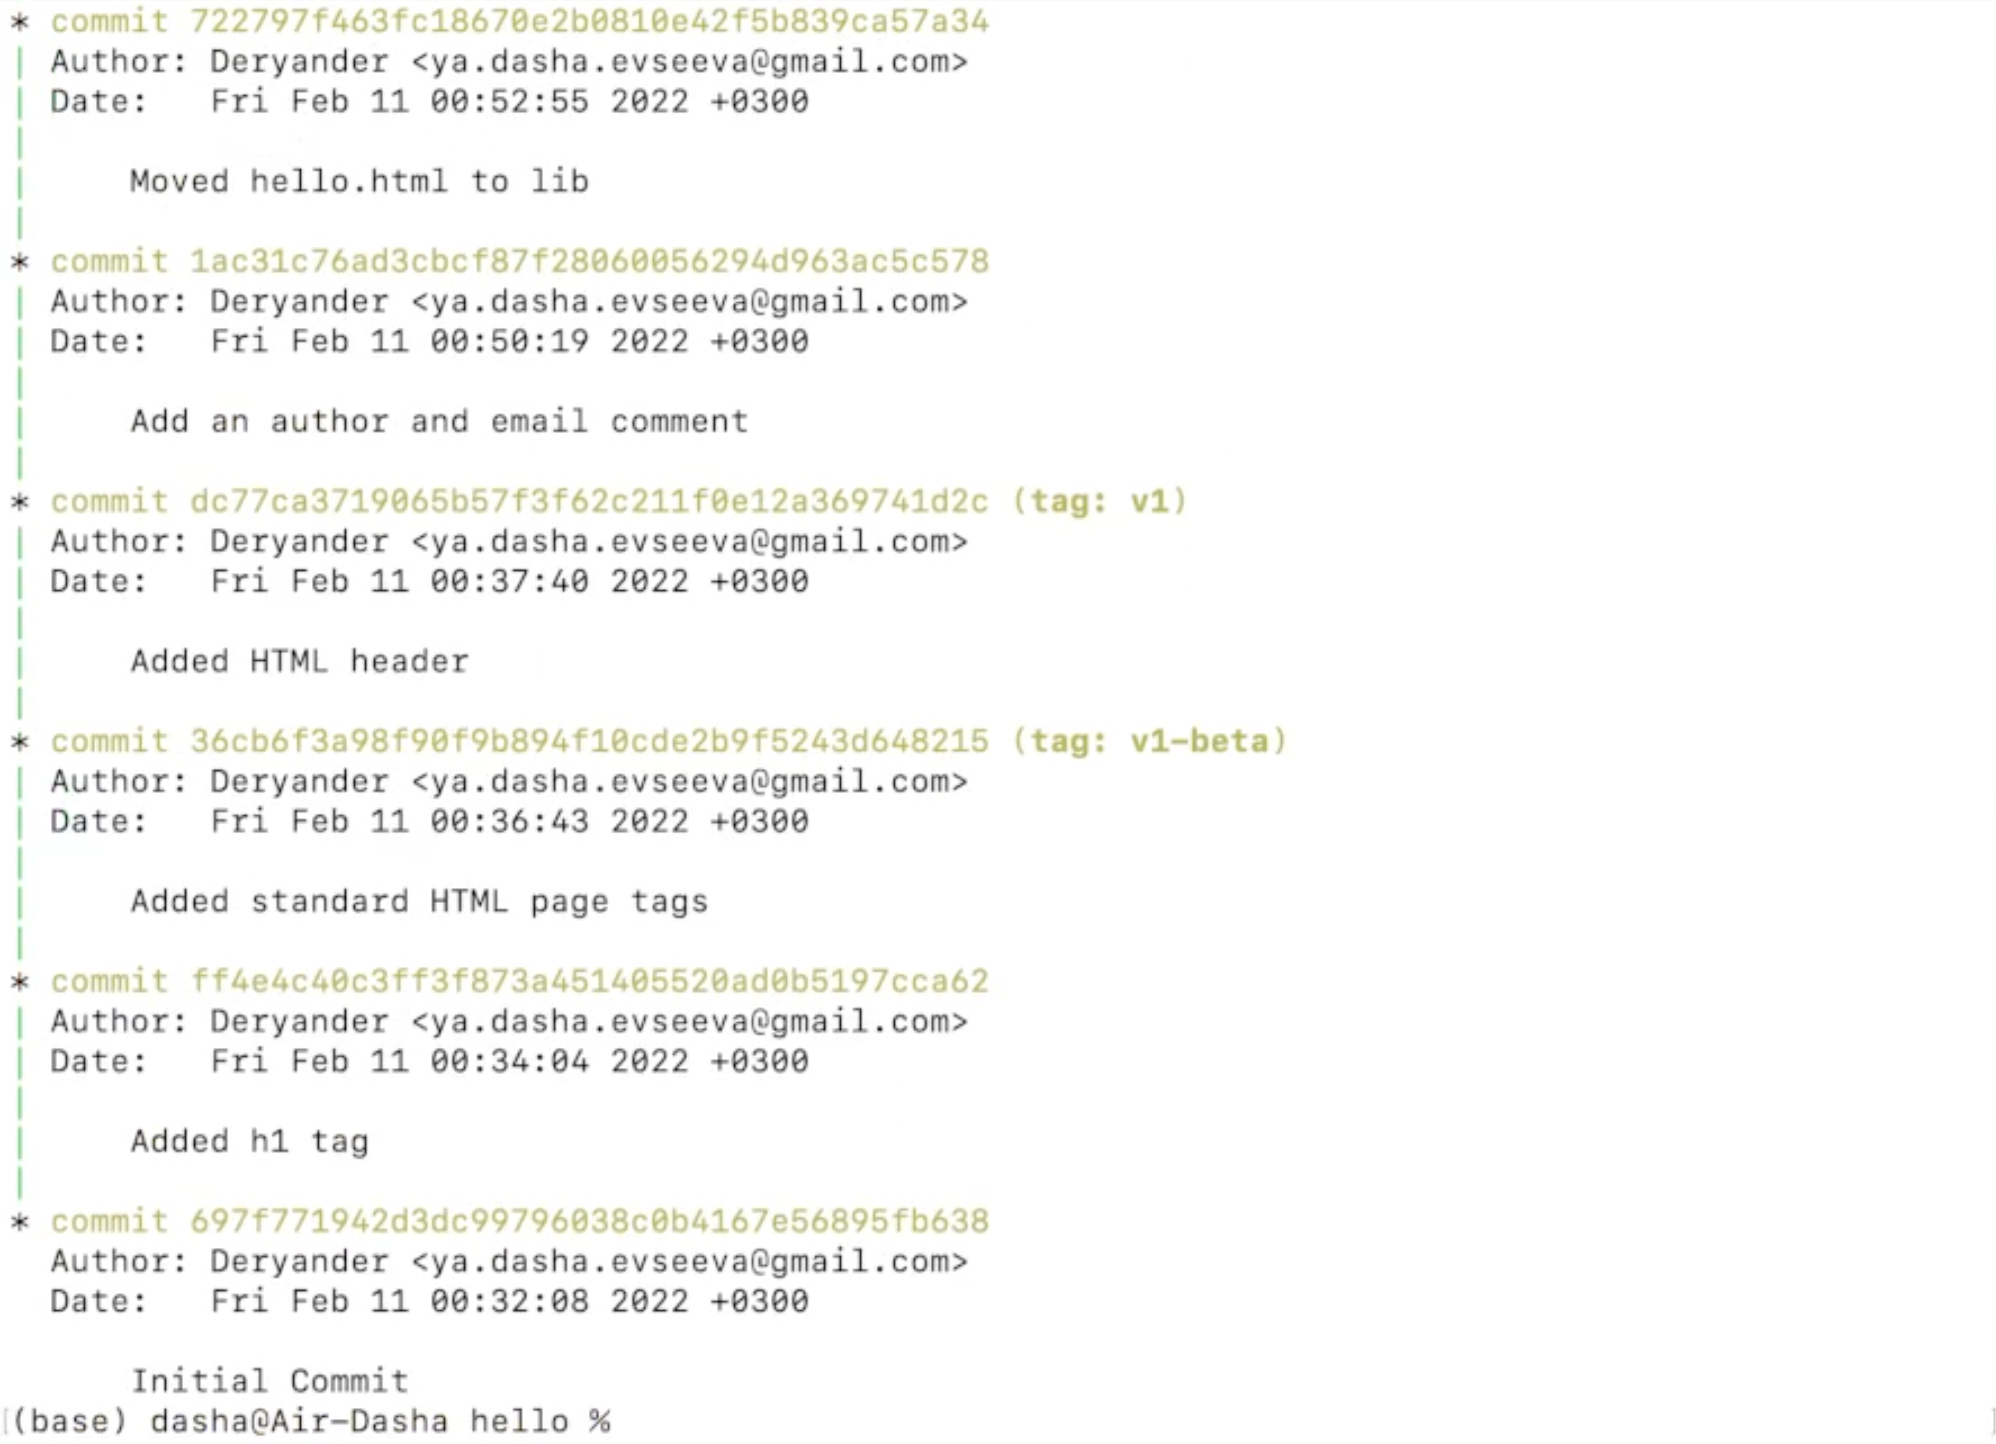 * commit 722797f463fc18670e2b0810e42f5b839ca57a34
| Author: Deryander <ya.dasha.evseeva@gmail.com>
| Date:   Fri Feb 11 00:52:55 2022 +0300
|
|     Moved hello.html to lib
|
* commit 1ac31c76ad3cbcf87f28060056294d963ac5c578
| Author: Deryander <ya.dasha.evseeva@gmail.com>
| Date:   Fri Feb 11 00:50:19 2022 +0300
|
|     Add an author and email comment
|
* commit dc77ca3719065b57f3f62c211f0e12a369741d2c (tag: v1)
| Author: Deryander <ya.dasha.evseeva@gmail.com>
| Date:   Fri Feb 11 00:37:40 2022 +0300
|
|     Added HTML header
|
* commit 36cb6f3a98f90f9b894f10cde2b9f5243d648215 (tag: v1-beta)
| Author: Deryander <ya.dasha.evseeva@gmail.com>
| Date:   Fri Feb 11 00:36:43 2022 +0300
|
|     Added standard HTML page tags
|
* commit ff4e4c40c3ff3f873a451405520ad0b5197cca62
| Author: Deryander <ya.dasha.evseeva@gmail.com>
| Date:   Fri Feb 11 00:34:04 2022 +0300
|
|     Added h1 tag
|
* commit 697f771942d3dc99796038c0b4167e56895fb638
  Author: Deryander <ya.dasha.evseeva@gmail.com>
  Date:   Fri Feb 11 00:32:08 2022 +0300

      Initial Commit
[(base) dasha@Air-Dasha hello % ]